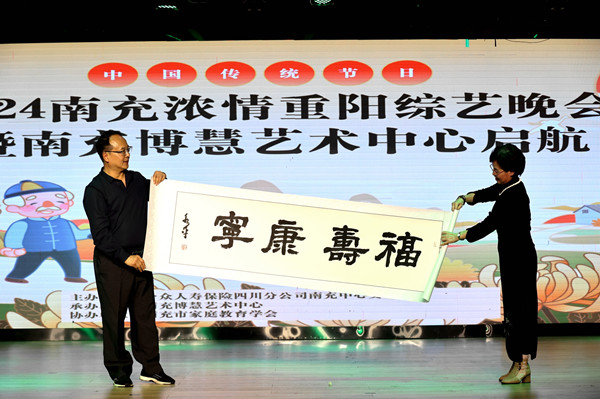 中国传统节日
24南充浓情重阳综艺晚会
暨南充博慧艺术中心启航
福壽康寧
主办 众人寿保险四川分公司南充中心
承办 充博慧艺术中心
协办 充市家庭教育学会